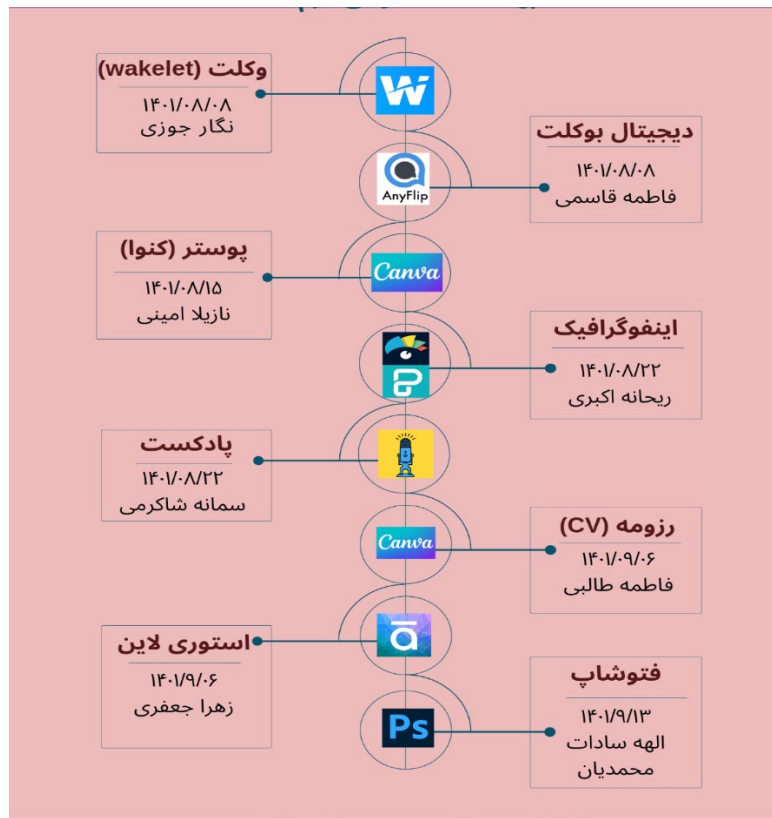 وکلت (wakelet)
۱۴۰۱/۰۸/۰۸
نگار جوزی
دیجیتال بوکلت
۱۴۰۱/۰۸/۰۸
فاطمه قاسمی
AnyFlip
پوستر (کنوا)
۱۴۰۱/۰۸/۱۵
نازیلا امینی
Canva
اینفوگرافیک
۱۴۰۱/۰۸/۲۲
ریحانه اکبری
پادکست
۱۴۰۱/۰۸/۲۲
سمانه شاکرمی
رزومه (CV)
۱۴۰۱/۰۹/۰۶
فاطمه طالبی
Canva
استوری لاین
۱۴۰۱/۹/۰۶
زهرا جعفری
فتوشاپ
۱۴۰۱/۹/۱۳
الهه سادات
محمدیان
Ps